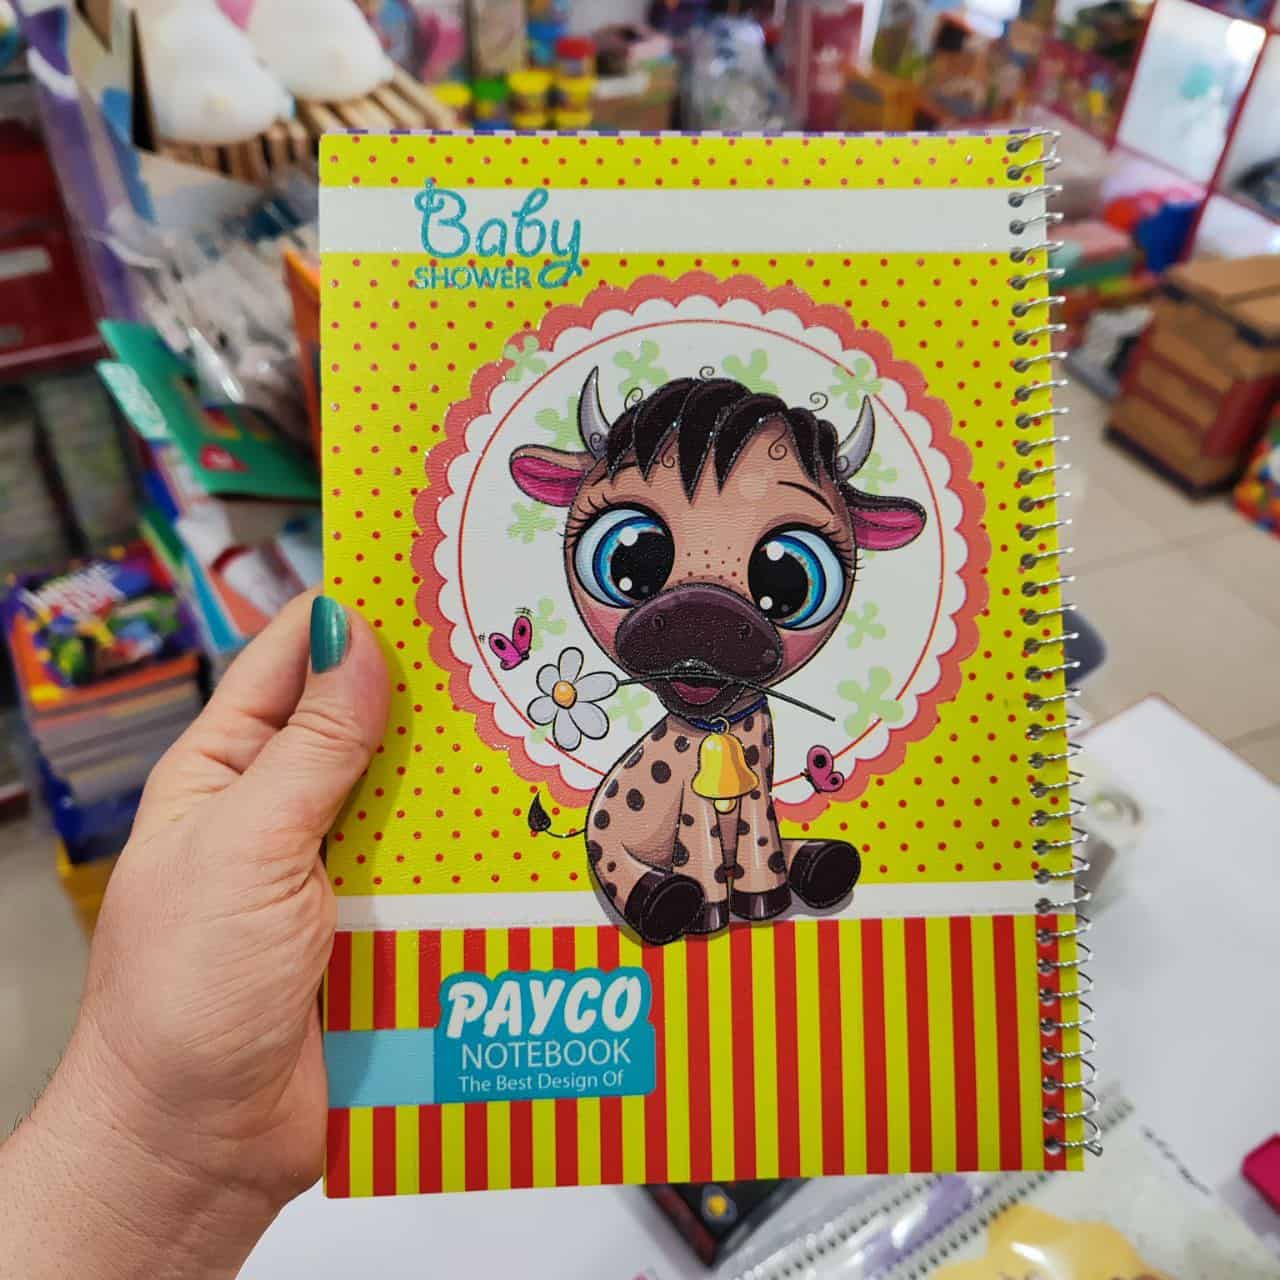 Baby
SHOWER
PAYCO
NOTEBOOK
The Best Design Of